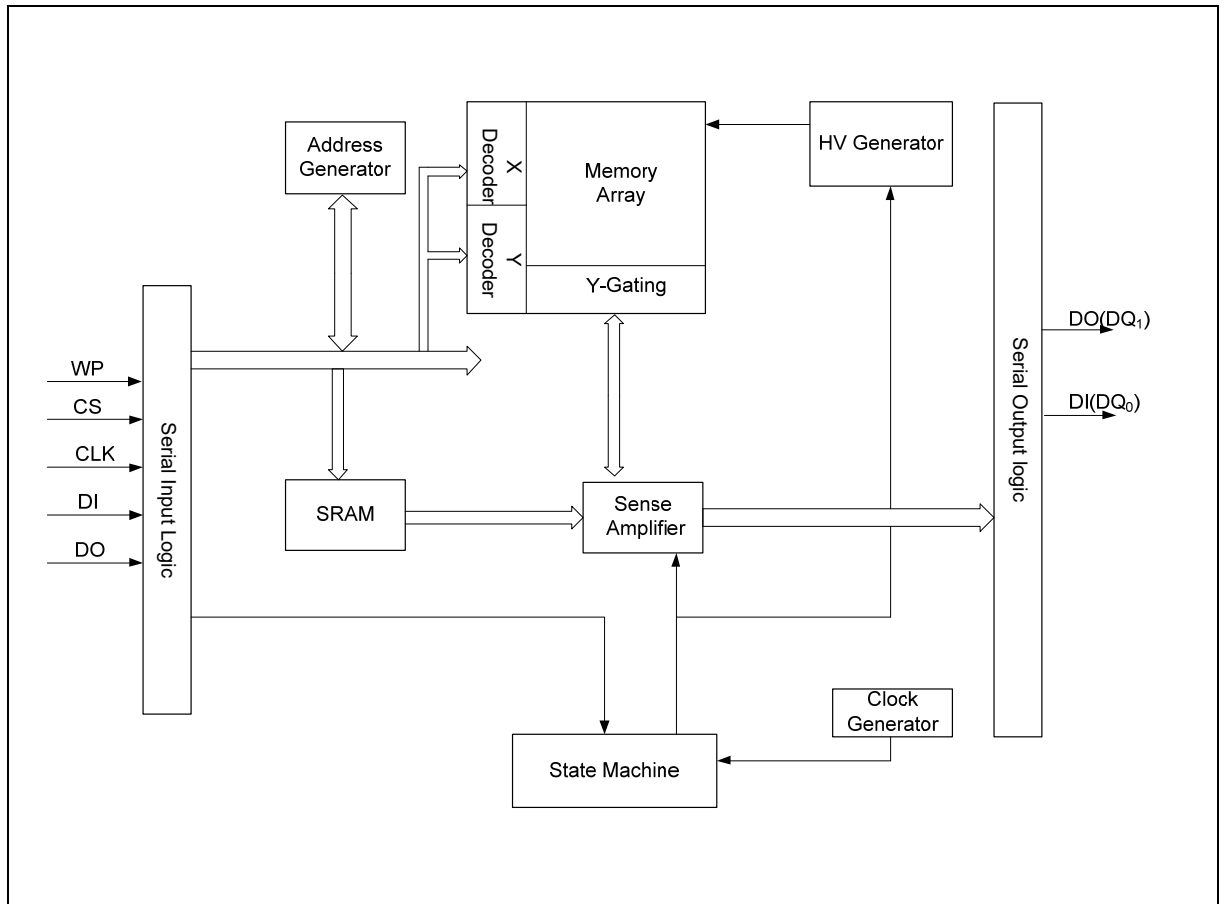 Address
Generator
X
Decoder
Y
Decoder
Memory
Array
Y-Gating
HV Generator
WP
CS
CLK
DI
DO
Serial Input Logic
SRAM
Sense
Amplifier
Serial Output logic
DO(DQ₁)
DI(DQ₀)
Clock
Generator
State Machine